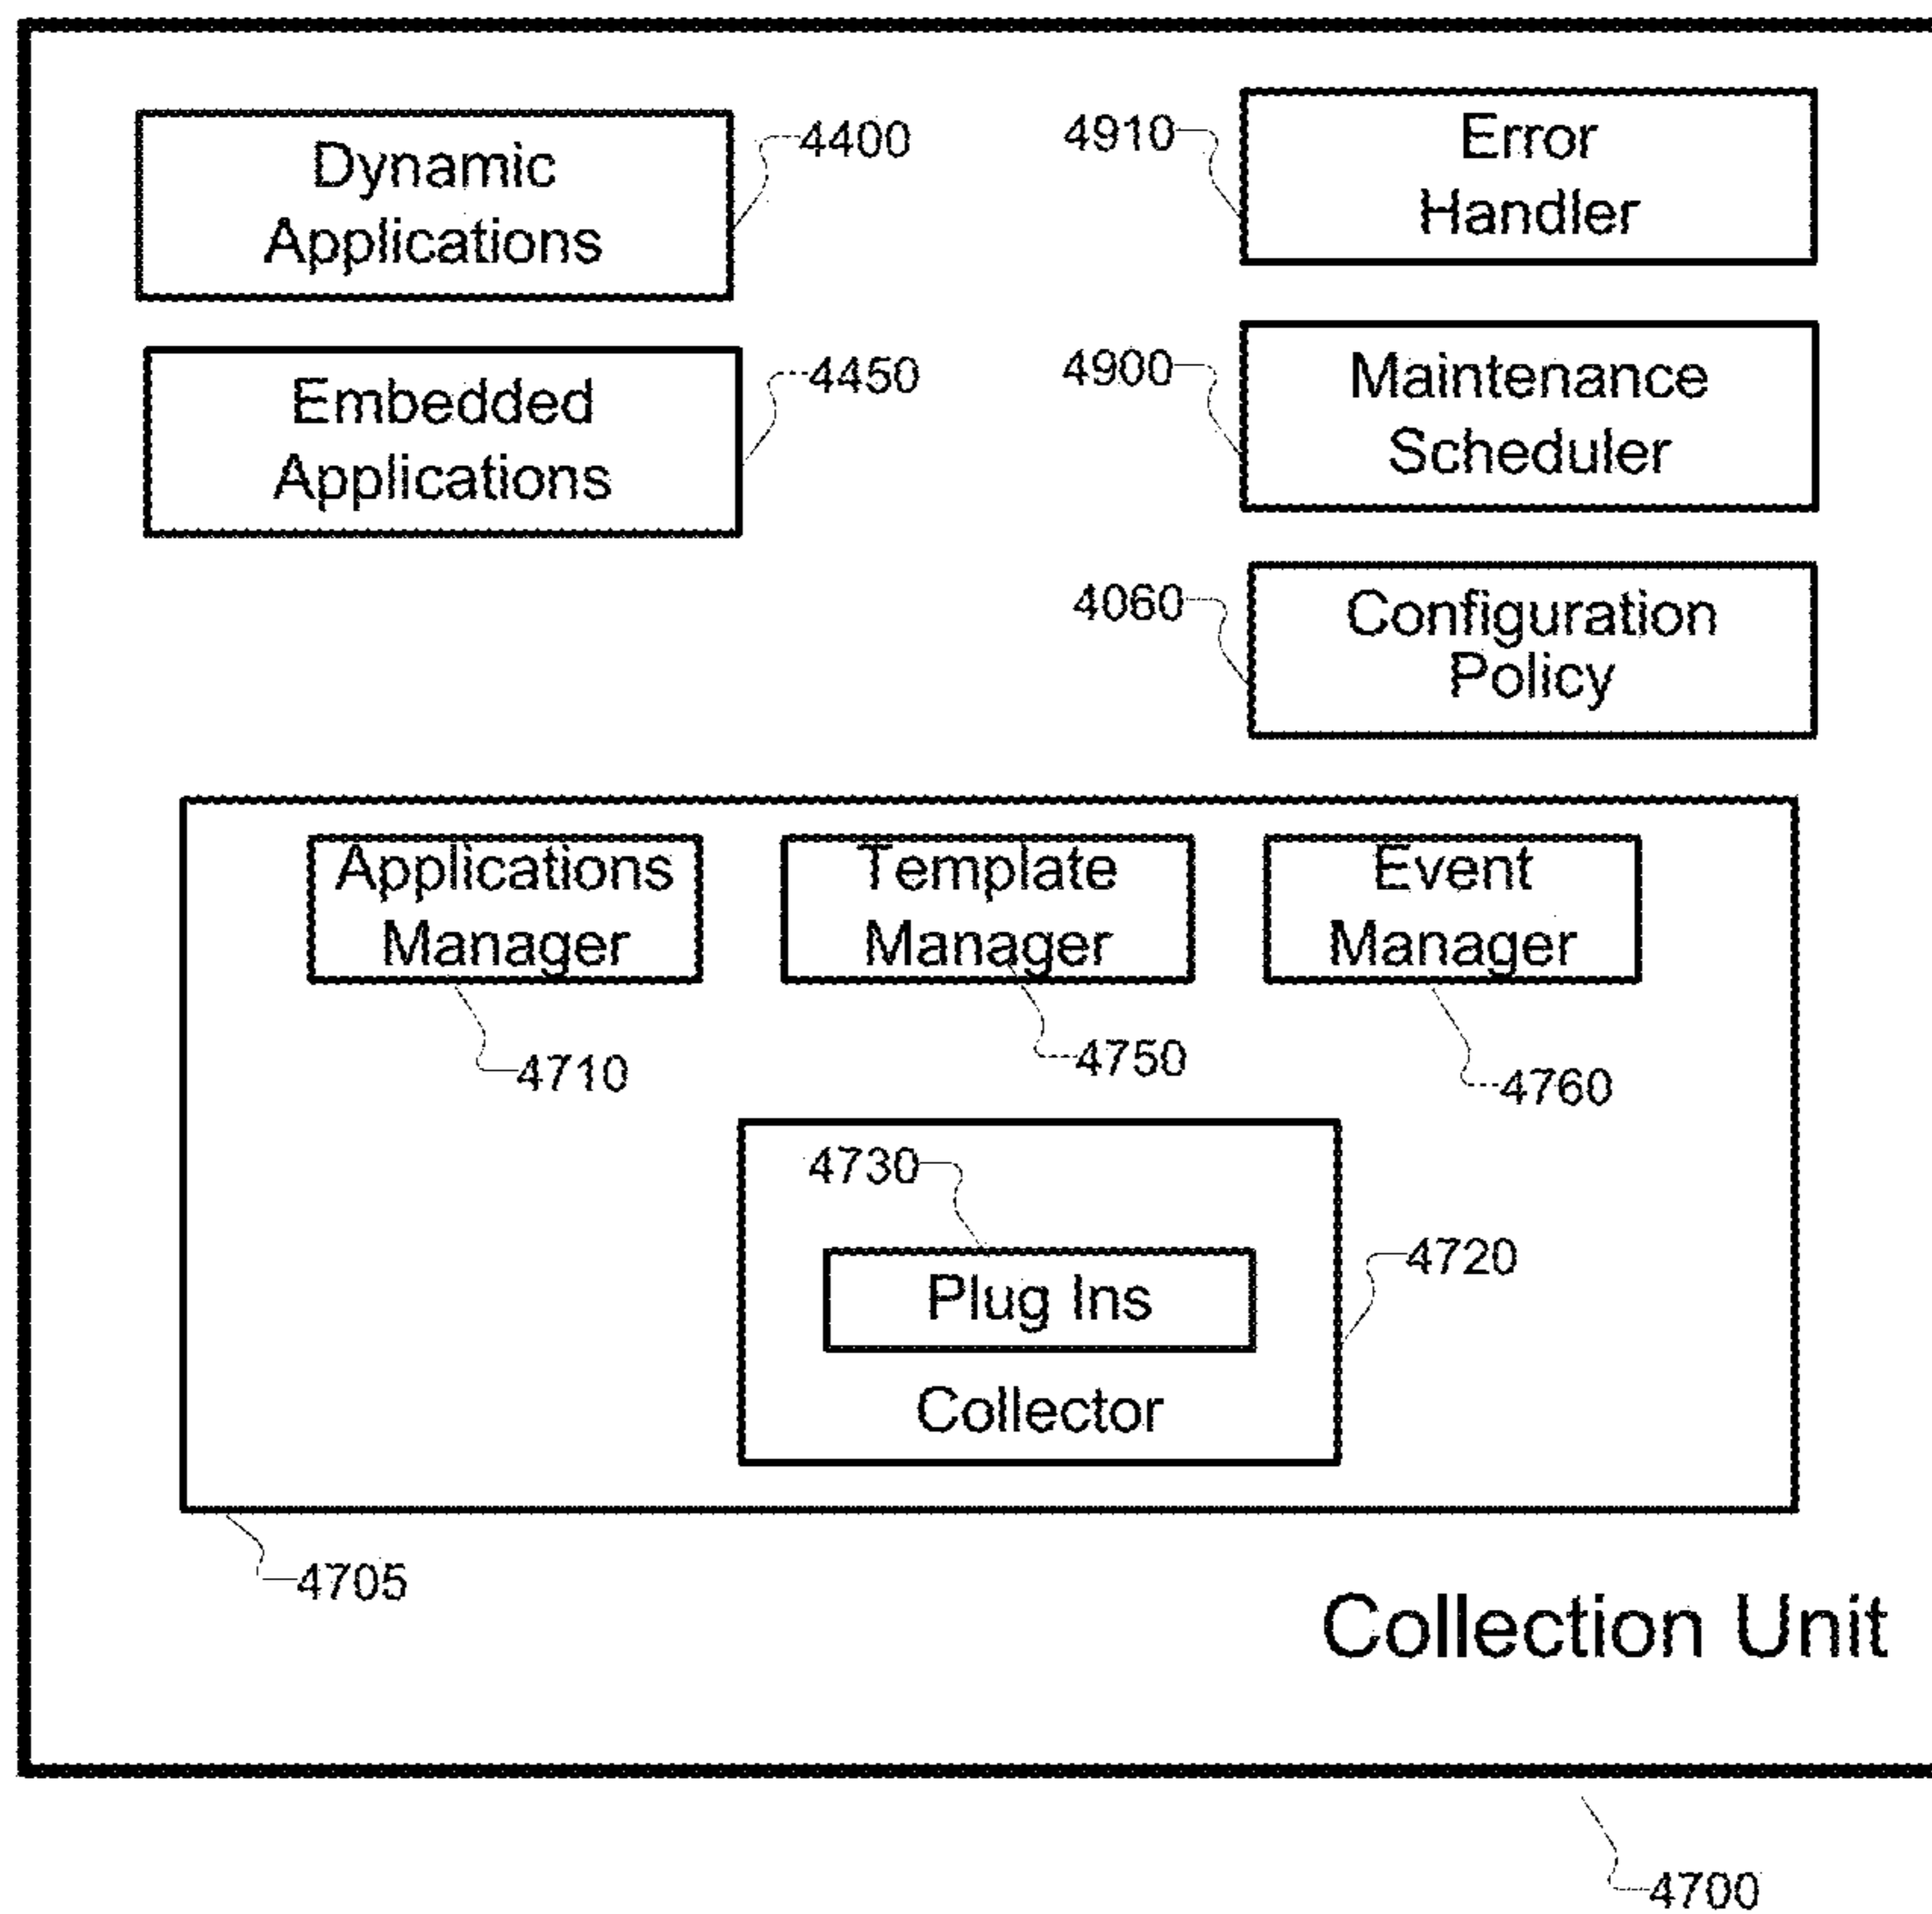 Dynamic
Applications
4400
4910
Error
Handler
Embedded
Applications
4450
4900
Maintenance
Scheduler
4060
Configuration
Policy
Applications
Manager
4710
Template
Manager
4750
Event
Manager
4760
4730
Plug Ins
Collector
4720
4705
Collection Unit
4700